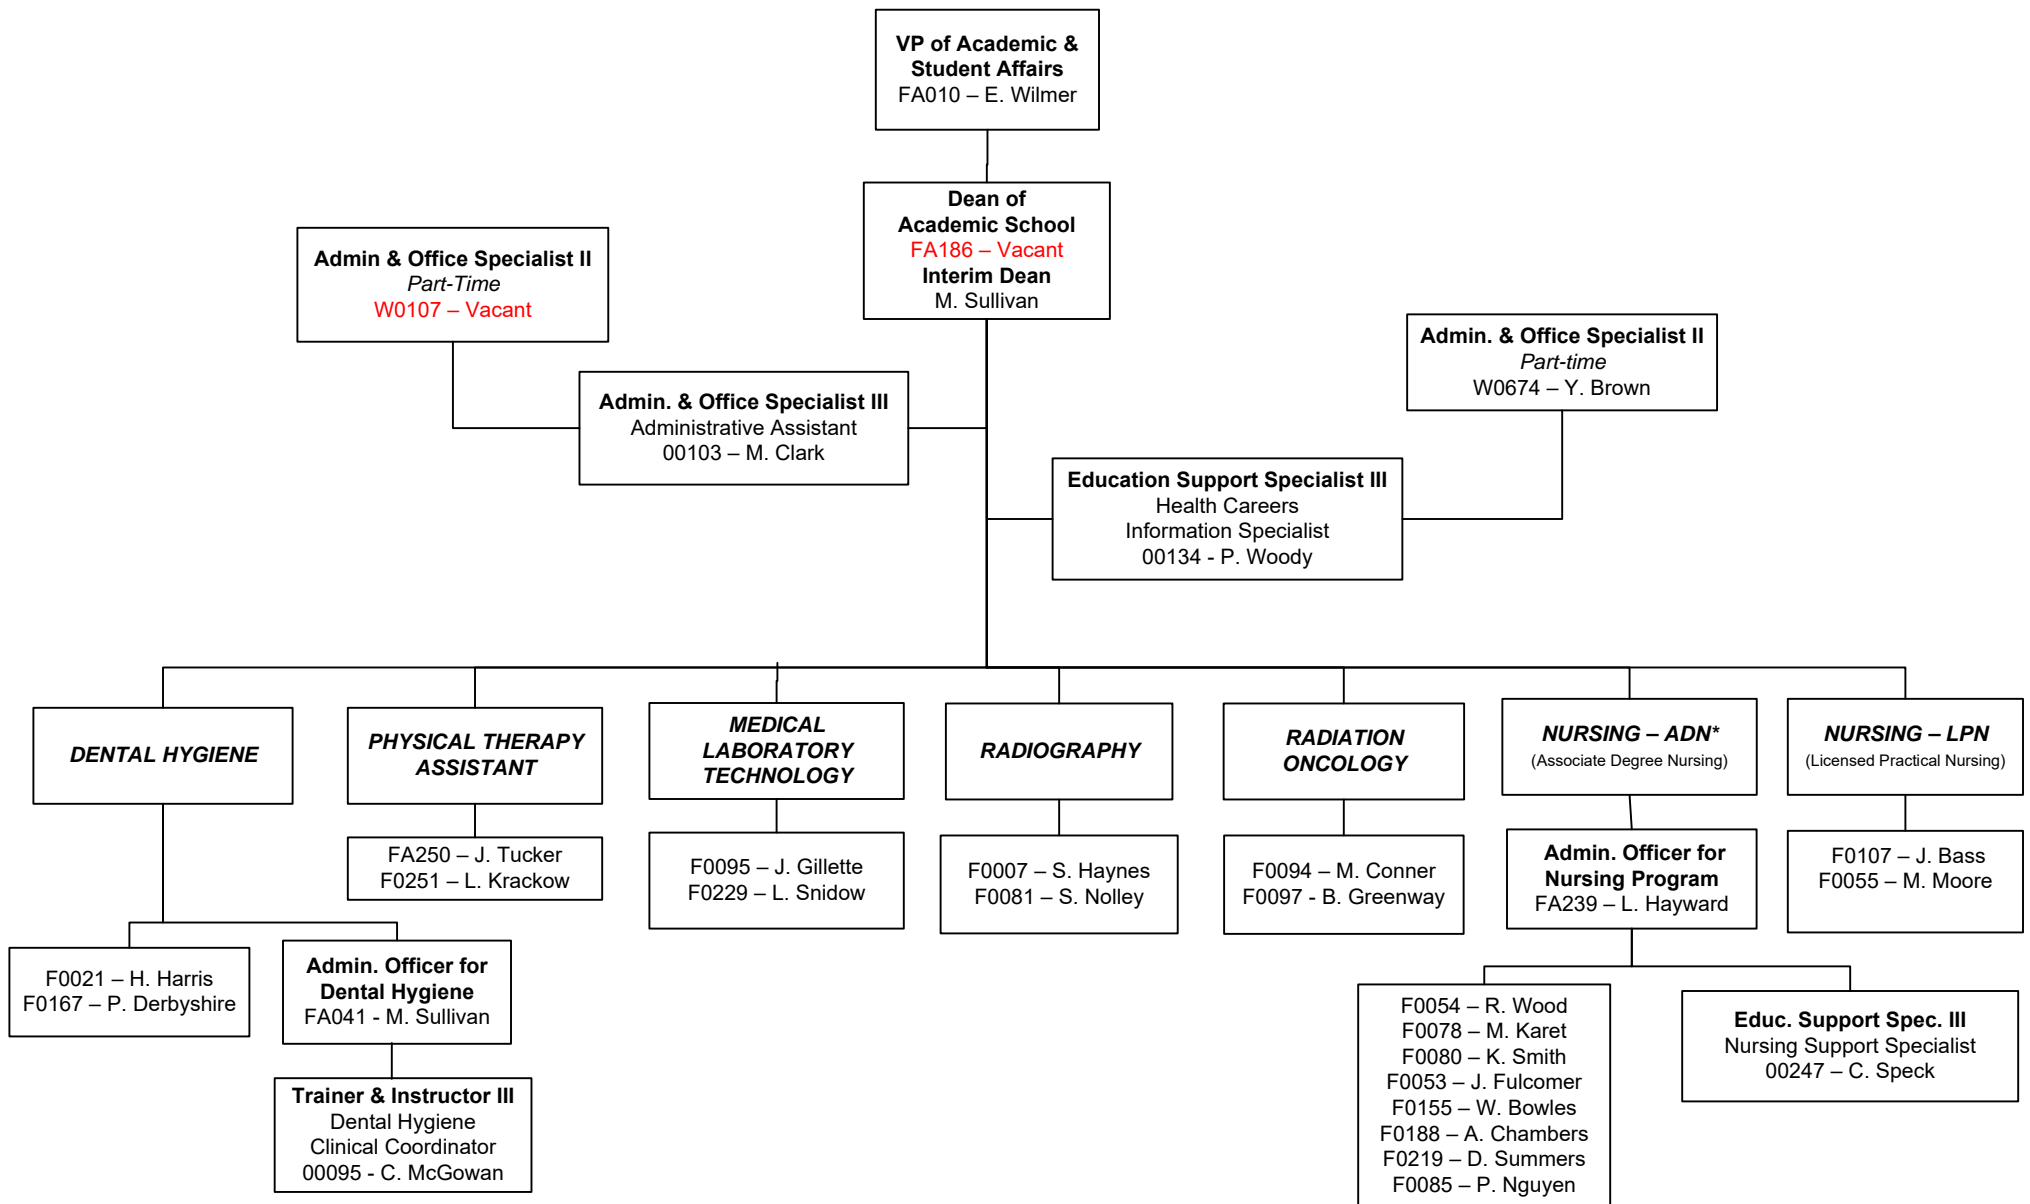 VP of Academic &
Student Affairs
FA010 – E. Wilmer
Dean of
Academic School
FA186 – Vacant
Interim Dean
M. Sullivan
Admin & Office Specialist II
Part-Time
W0107 – Vacant
Admin. & Office Specialist II
Part-time
W0674 – Y. Brown
Admin. & Office Specialist III
Administrative Assistant
00103 – M. Clark
Education Support Specialist III
Health Careers
Information Specialist
00134 - P. Woody
DENTAL HYGIENE
PHYSICAL THERAPY
ASSISTANT
MEDICAL
LABORATORY
TECHNOLOGY
RADIOGRAPHY
RADIATION
ONCOLOGY
NURSING – ADN*
(Associate Degree Nursing)
NURSING – LPN
(Licensed Practical Nursing)
FA250 – J. Tucker
F0251 – L. Krackow
F0095 – J. Gillette
F0229 – L. Snidow
F0007 – S. Haynes
F0081 – S. Nolley
F0094 – M. Conner
F0097 - B. Greenway
Admin. Officer for
Nursing Program
FA239 – L. Hayward
F0107 – J. Bass
F0055 – M. Moore
F0021 – H. Harris
F0167 – P. Derbyshire
Admin. Officer for
Dental Hygiene
FA041 - M. Sullivan
Trainer & Instructor III
Dental Hygiene
Clinical Coordinator
00095 - C. McGowan
F0054 – R. Wood
F0078 – M. Karet
F0080 – K. Smith
F0053 – J. Fulcomer
F0155 – W. Bowles
F0188 – A. Chambers
F0219 – D. Summers
F0085 – P. Nguyen
Educ. Support Spec. III
Nursing Support Specialist
00247 – C. Speck